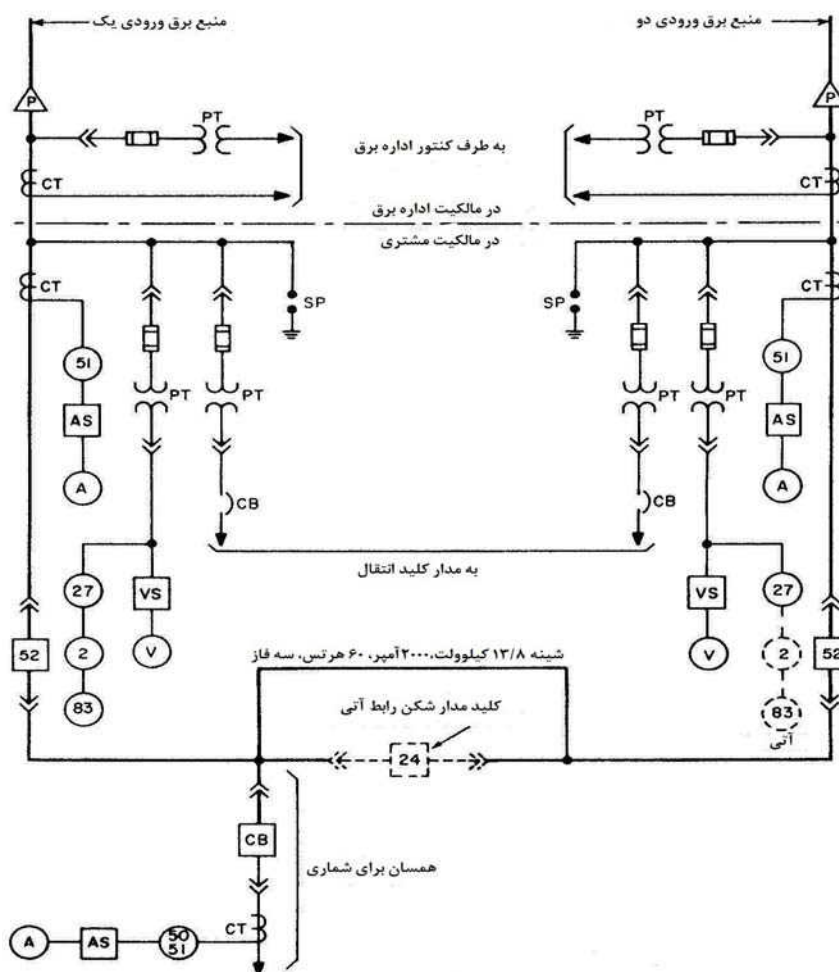 منبع برق ورودی یک
منبع برق ورودی دو
P
P
PT
PT
به طرف کنتور اداره برق
CT
CT
در مالکیت اداره برق
در مالکیت مشتری
CT
CT
SP
SP
51
51
PT
PT
PT
PT
AS
AS
A
A
CB
CB
به مدار کلید انتقال
27
VS
VS
27
52
2
V
V
2
52
شینه ۱۳/۸ کیلوولت، ۲۰۰۰ آمپر، ۶۰ هرتس، سه فاز
83
83
کلید مدار شکن رابط آتی
آتی
24
CB
همسان برای شماری
CT
A
AS
50
51